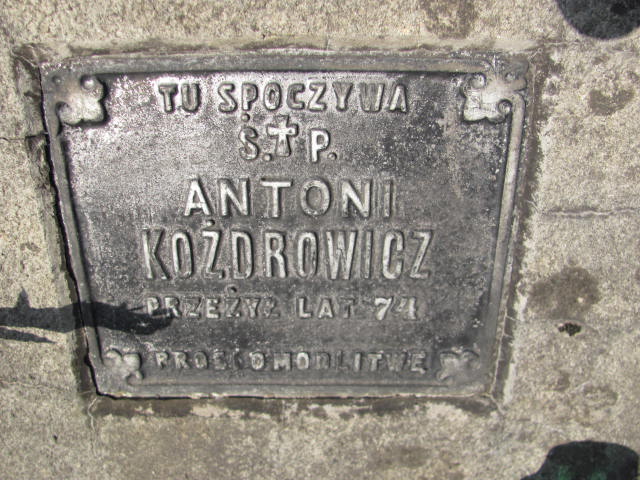 TU SPOCZYWA
Ś.✝P.
ANTONI
KOŻDROWICZ
PRZEŻYŁ LAT 74
PROSI O MODLITWĘ